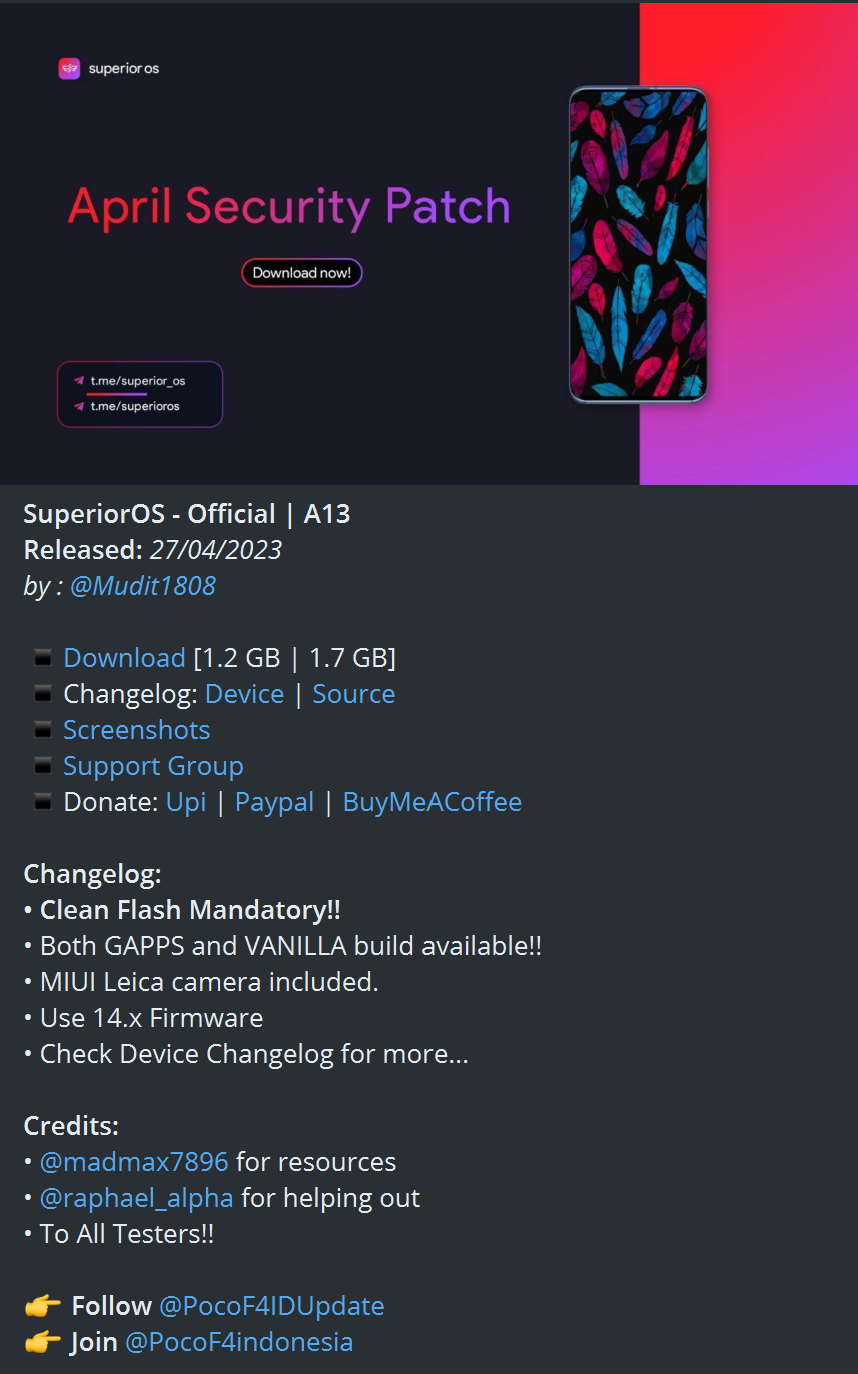 superior os
April Security Patch
Download now!
t.me/superior_os
t.me/superioros
SuperiorOS - Official | A13
Released: 27/04/2023
by : @Mudit1808
◾ Download [1.2 GB | 1.7 GB]
◾ Changelog: Device | Source
◾ Screenshots
◾ Support Group
◾ Donate: Upi | Paypal | BuyMeACoffee
Changelog:
• Clean Flash Mandatory!!
• Both GAPPS and VANILLA build available!!
• MIUI Leica camera included.
• Use 14.x Firmware
• Check Device Changelog for more...
Credits:
• @madmax7896 for resources
• @raphael_alpha for helping out
• To All Testers!!
👉 Follow @PocoF4IDUpdate
👉 Join @PocoF4indonesia